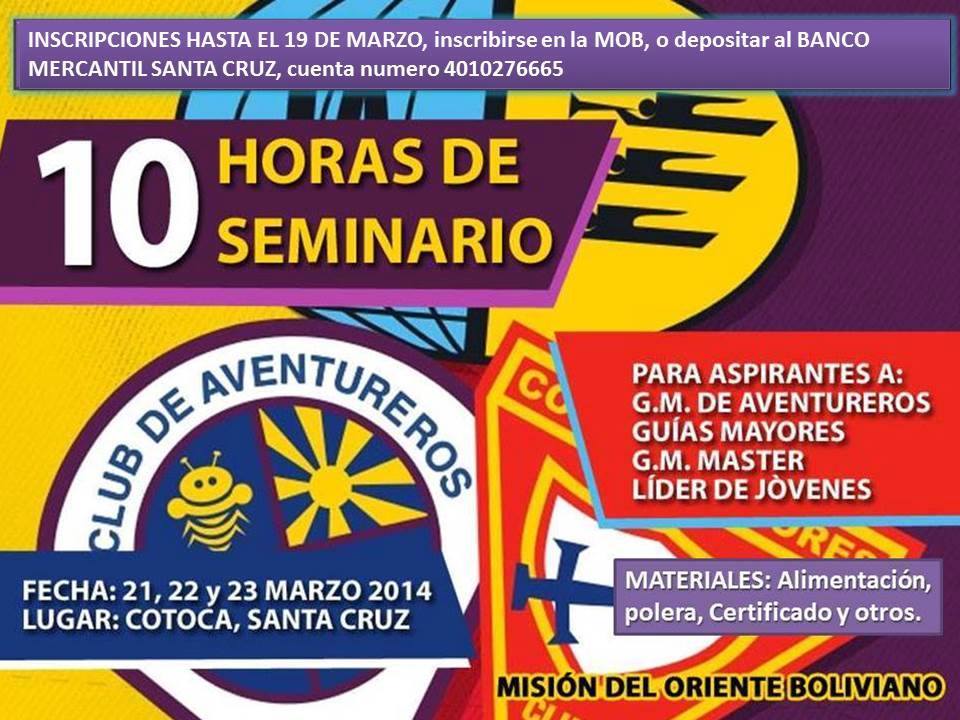 INSCRIPCIONES HASTA EL 19 DE MARZO, inscribirse en la MOB, o depositar al BANCO
MERCANTIL SANTA CRUZ, cuenta numero 4010276665
10 HORAS DE
SEMINARIO
CLUB DE AVENTUREROS
PARA ASPIRANTES A:
G.M. DE AVENTUREROS
GUÍAS MAYORES
G.M. MASTER
LÍDER DE JÒVENES
FECHA: 21, 22 y 23 MARZO 2014
LUGAR: COTOCA, SANTA CRUZ
MATERIALES: Alimentación,
polera, Certificado y otros.
MISIÓN DEL ORIENTE BOLIVIANO